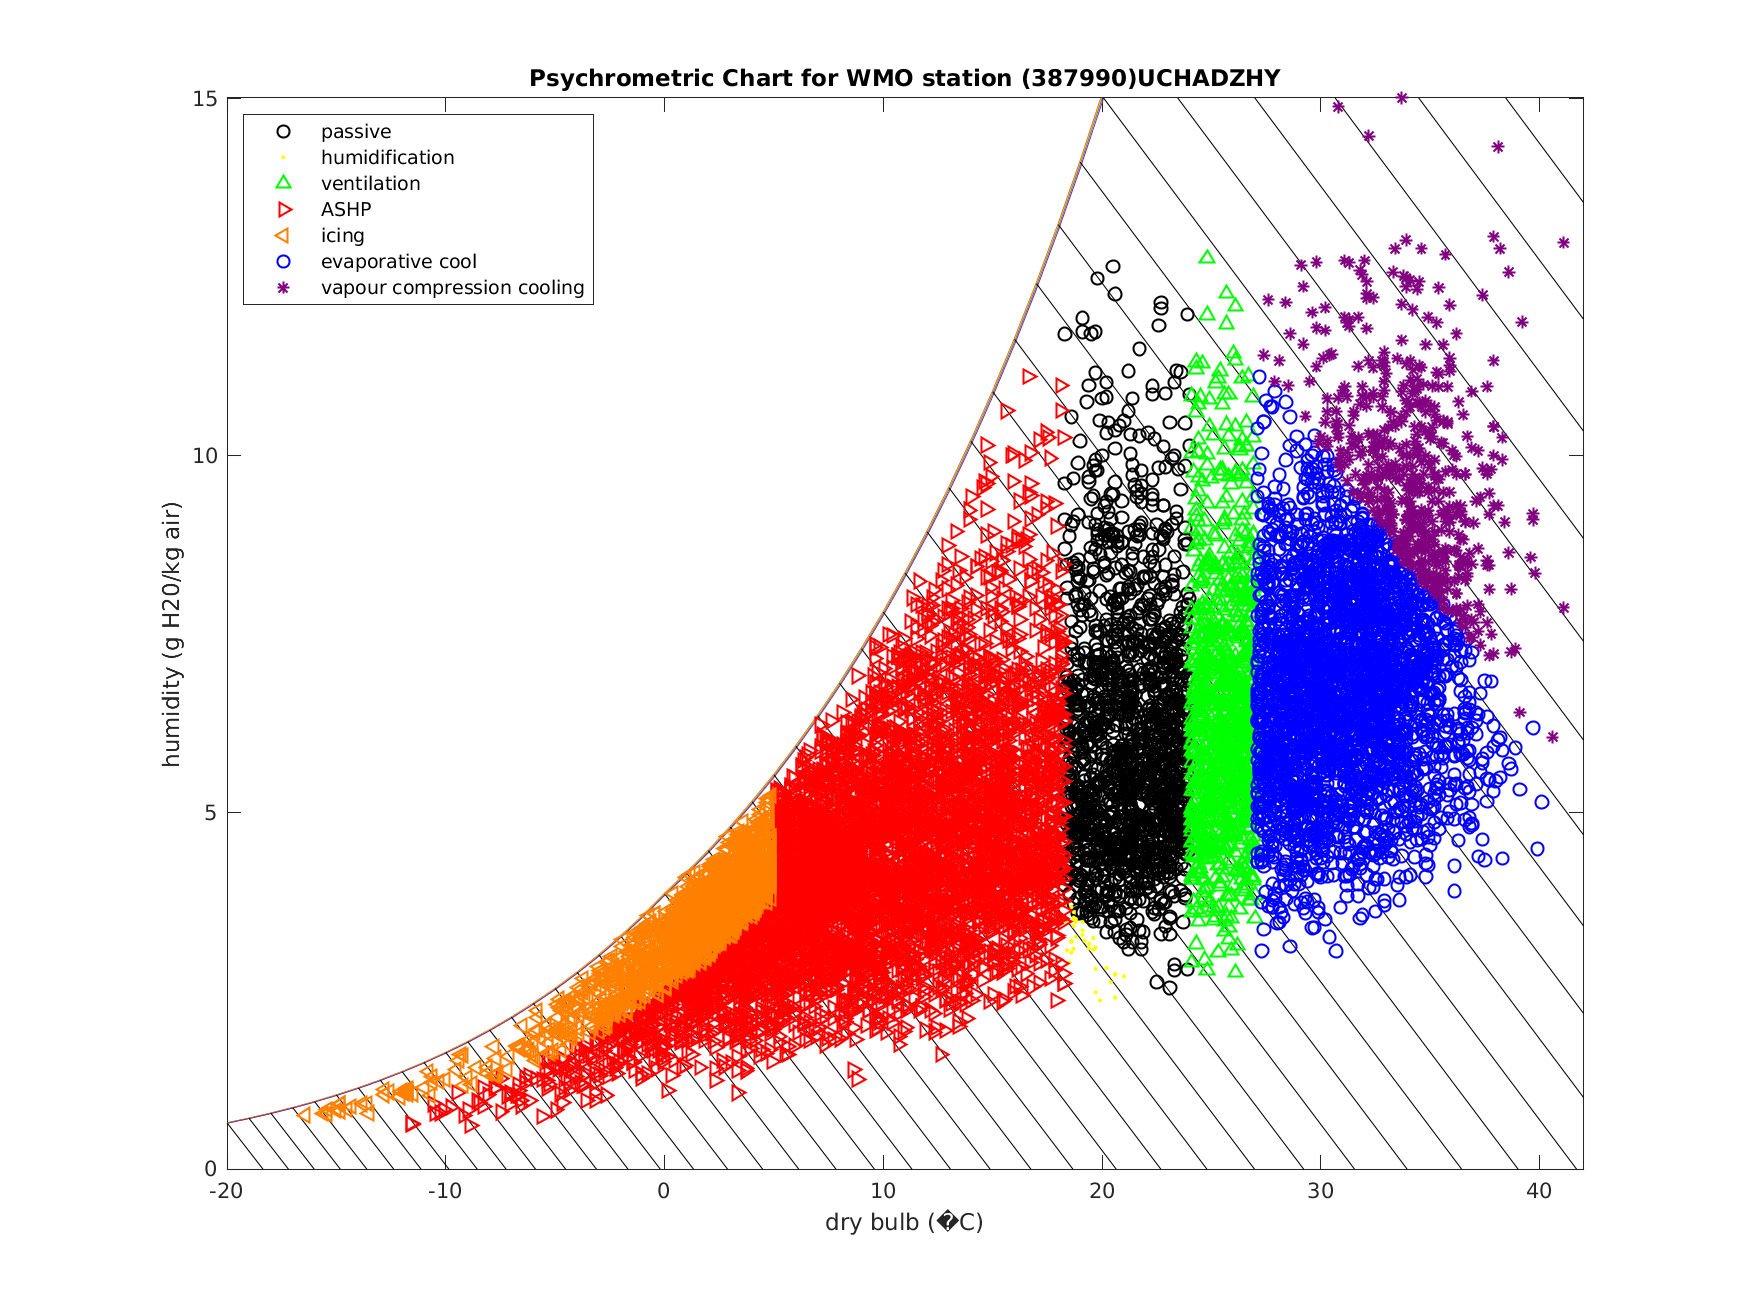 Psychrometric Chart for WMO station (387990)UCHADZHY
15
10
5
0
humidity (g H20/kg air)
passive
humidification
ventilation
ASHP
icing
evaporative cool
vapour compression cooling
-20 -10 0 10 20 30 40
dry bulb (�C)